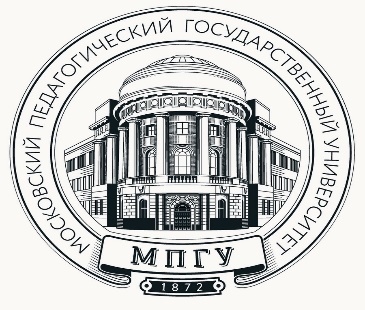 МОСКОВСКИЙ ПЕДАГОГИЧЕСКИЙ ГОСУДАРСТВЕННЫЙ УНИВЕРСИТЕТ
МПГУ
1872